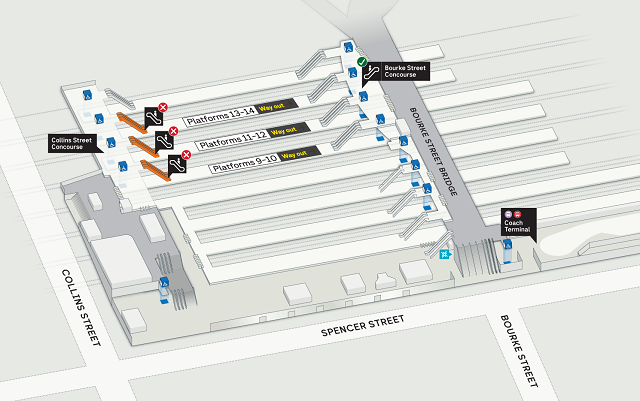 Bourke Street
Concourse
Platforms 13-14 Way out
Platforms 11-12 Way out
Platforms 9-10 Way out
Collins Street
Concourse
BOURKE STREET BRIDGE
Coach
Terminal
COLLINS STREET
SPENCER STREET
BOURKE STREET